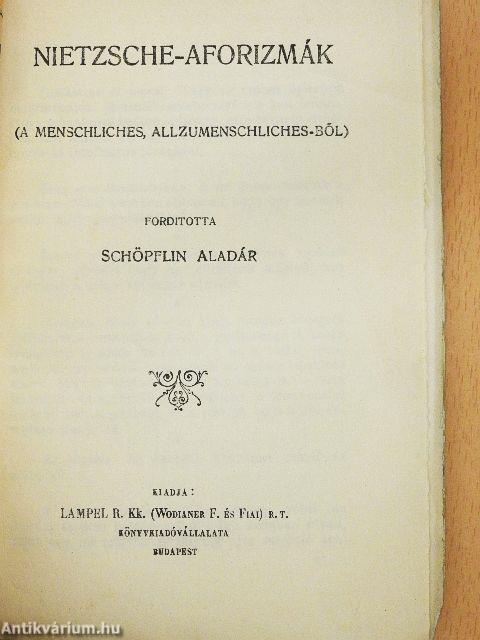 NIETZSCHE-AFORIZMÁK
(A MENSCHLICHES, ALLZUMENSCHLICHES-BŐL)
FORDITOTTA
SCHÖPFLIN ALADÁR
KIADJA:
LAMPEL R. Kk. (WODIANER F. ÉS FIAI) R. T.
KÖNYVKIADÓVÁLLALATA
BUDAPEST
Antikvárium.hu